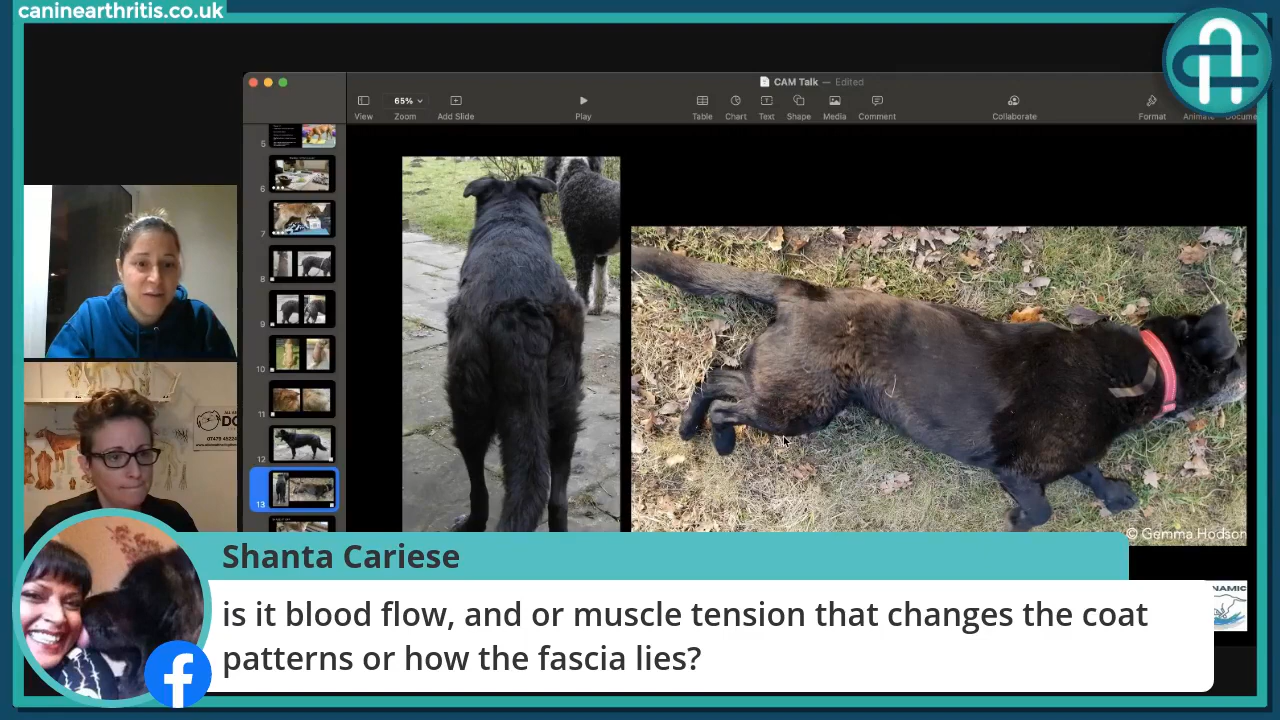 caninearthritis.co.uk
CAM Talk — Edited
65%
View
Zoom
Add Slide
Play
Table
Chart
Text
Shape
Media
Comment
Collaborate
Format
5
6
7
8
9
10
11
12
13
© Gemma Hodson
NAMIC
Shanta Cariese
is it blood flow, and or muscle tension that changes the coat
patterns or how the fascia lies?